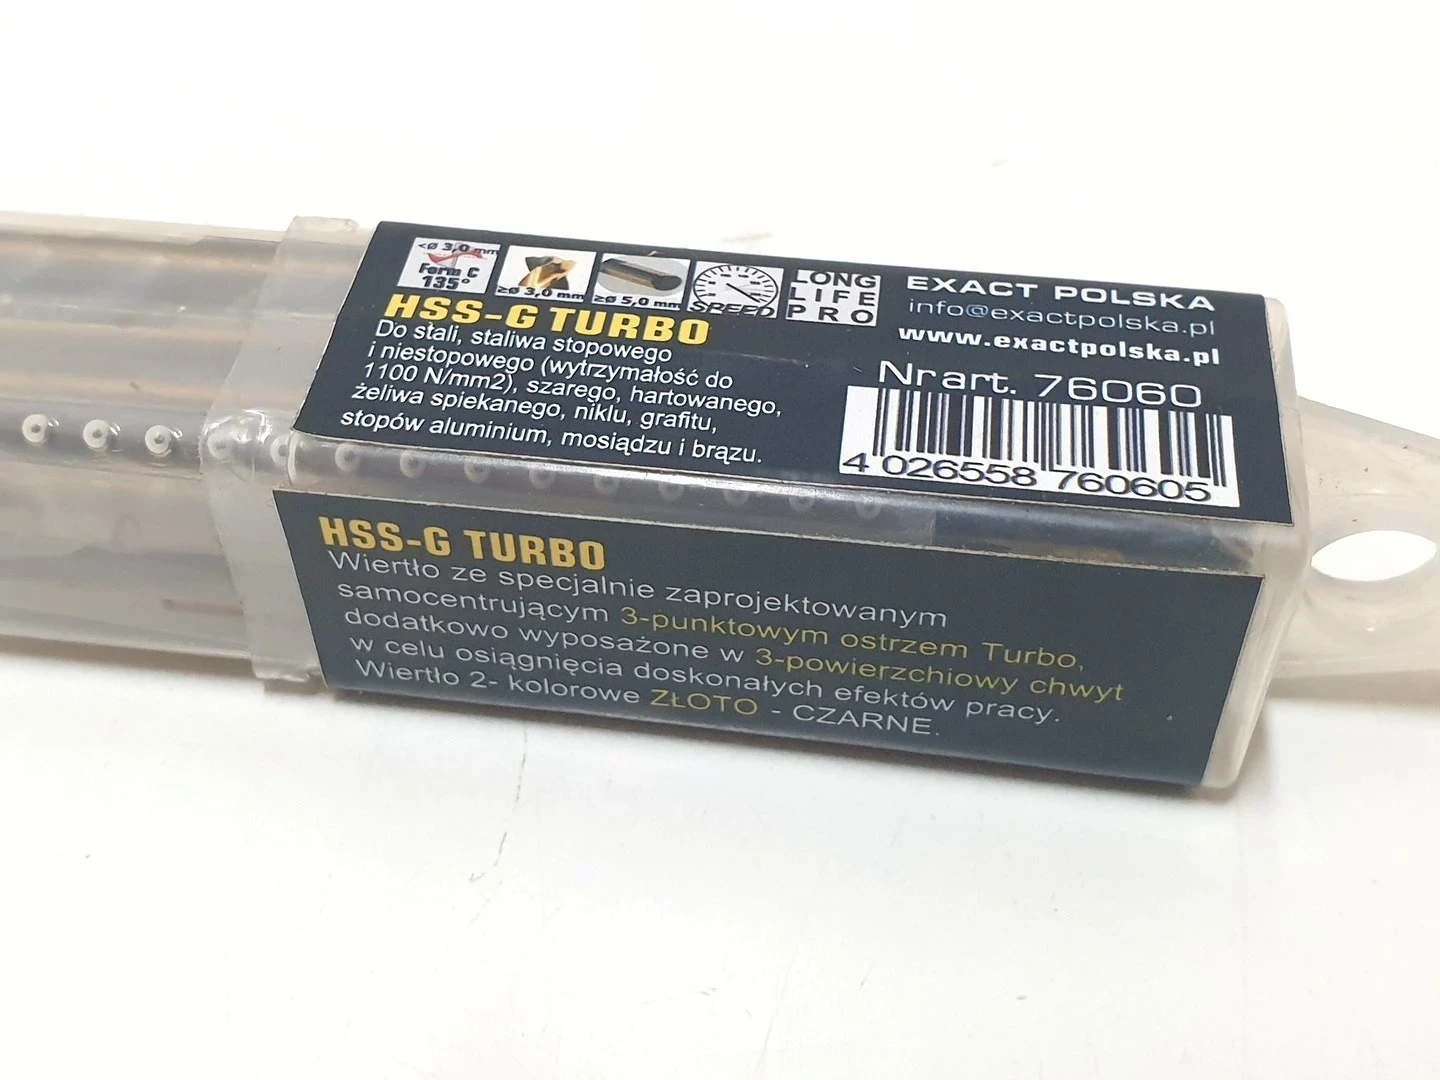 <ø 3,0 mm
Form C
135°
≥ø 3,0 mm
≥ø 5,0 mm
SPEED
LONG
LIFE
PRO
HSS-G TURBO
Do stali, staliwa stopowego
i niestopowego (wytrzymałość do
1100 N/mm2), szarego, hartowanego,
żeliwa spiekanego, niklu, grafitu,
stopów aluminium, mosiądzu i brązu.
EXACT POLSKA
info@exactpolska.pl
www.exactpolska.pl
Nr art. 76060
4 026558 760605
HSS-G TURBO
Wiertło ze specjalnie zaprojektowanym
samocentrującym 3-punktowym ostrzem Turbo,
dodatkowo wyposażone w 3-powierzchiowy chwyt
w celu osiągnięcia doskonałych efektów pracy.
Wiertło 2- kolorowe ZŁOTO - CZARNE.